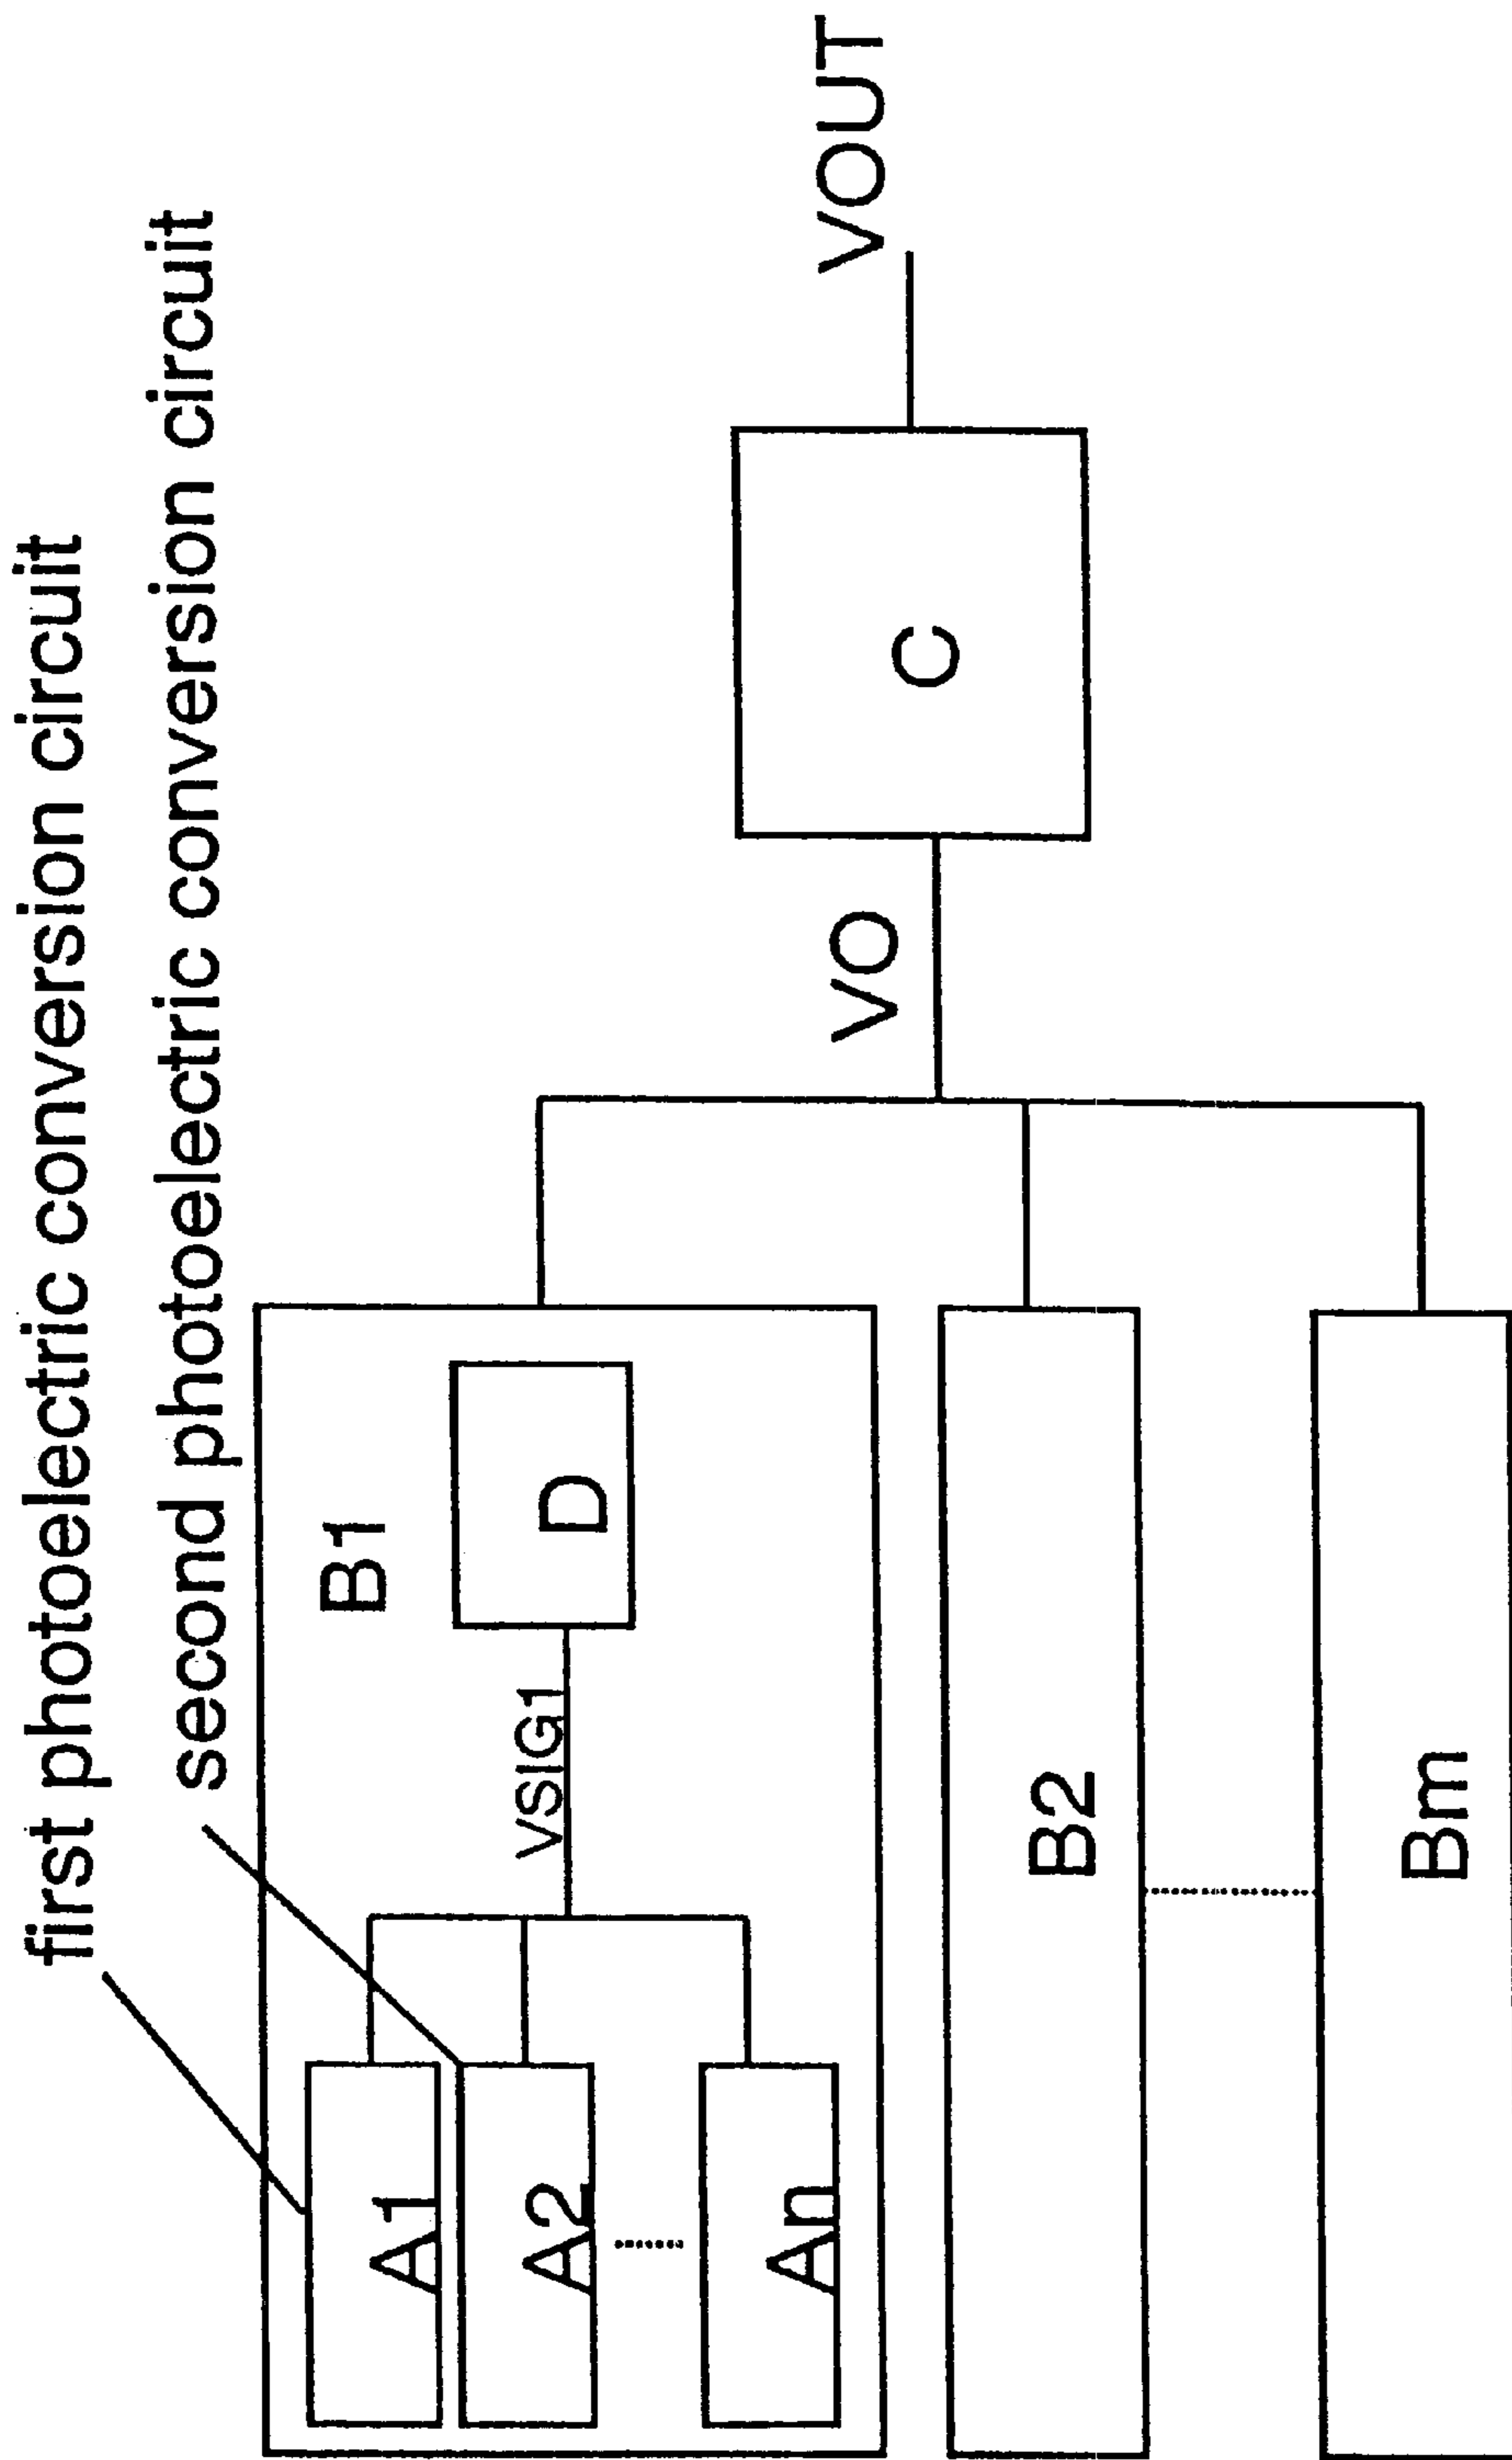 first photoelectric conversion circuit
second photoelectric conversion circuit
A1
A2
An
VSIG1
D
B1
B2
Bm
VO
C
VOUT